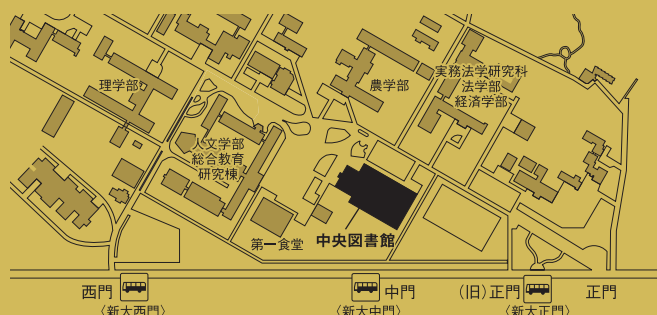 実務法学研究科
法学部
経済学部
農学部
理学部
人文学部
総合教育
研究棟
中央図書館
第一食堂
西門
中門
(旧)正門
正門
〈新大西門〉
〈新大中門〉
〈新大正門〉